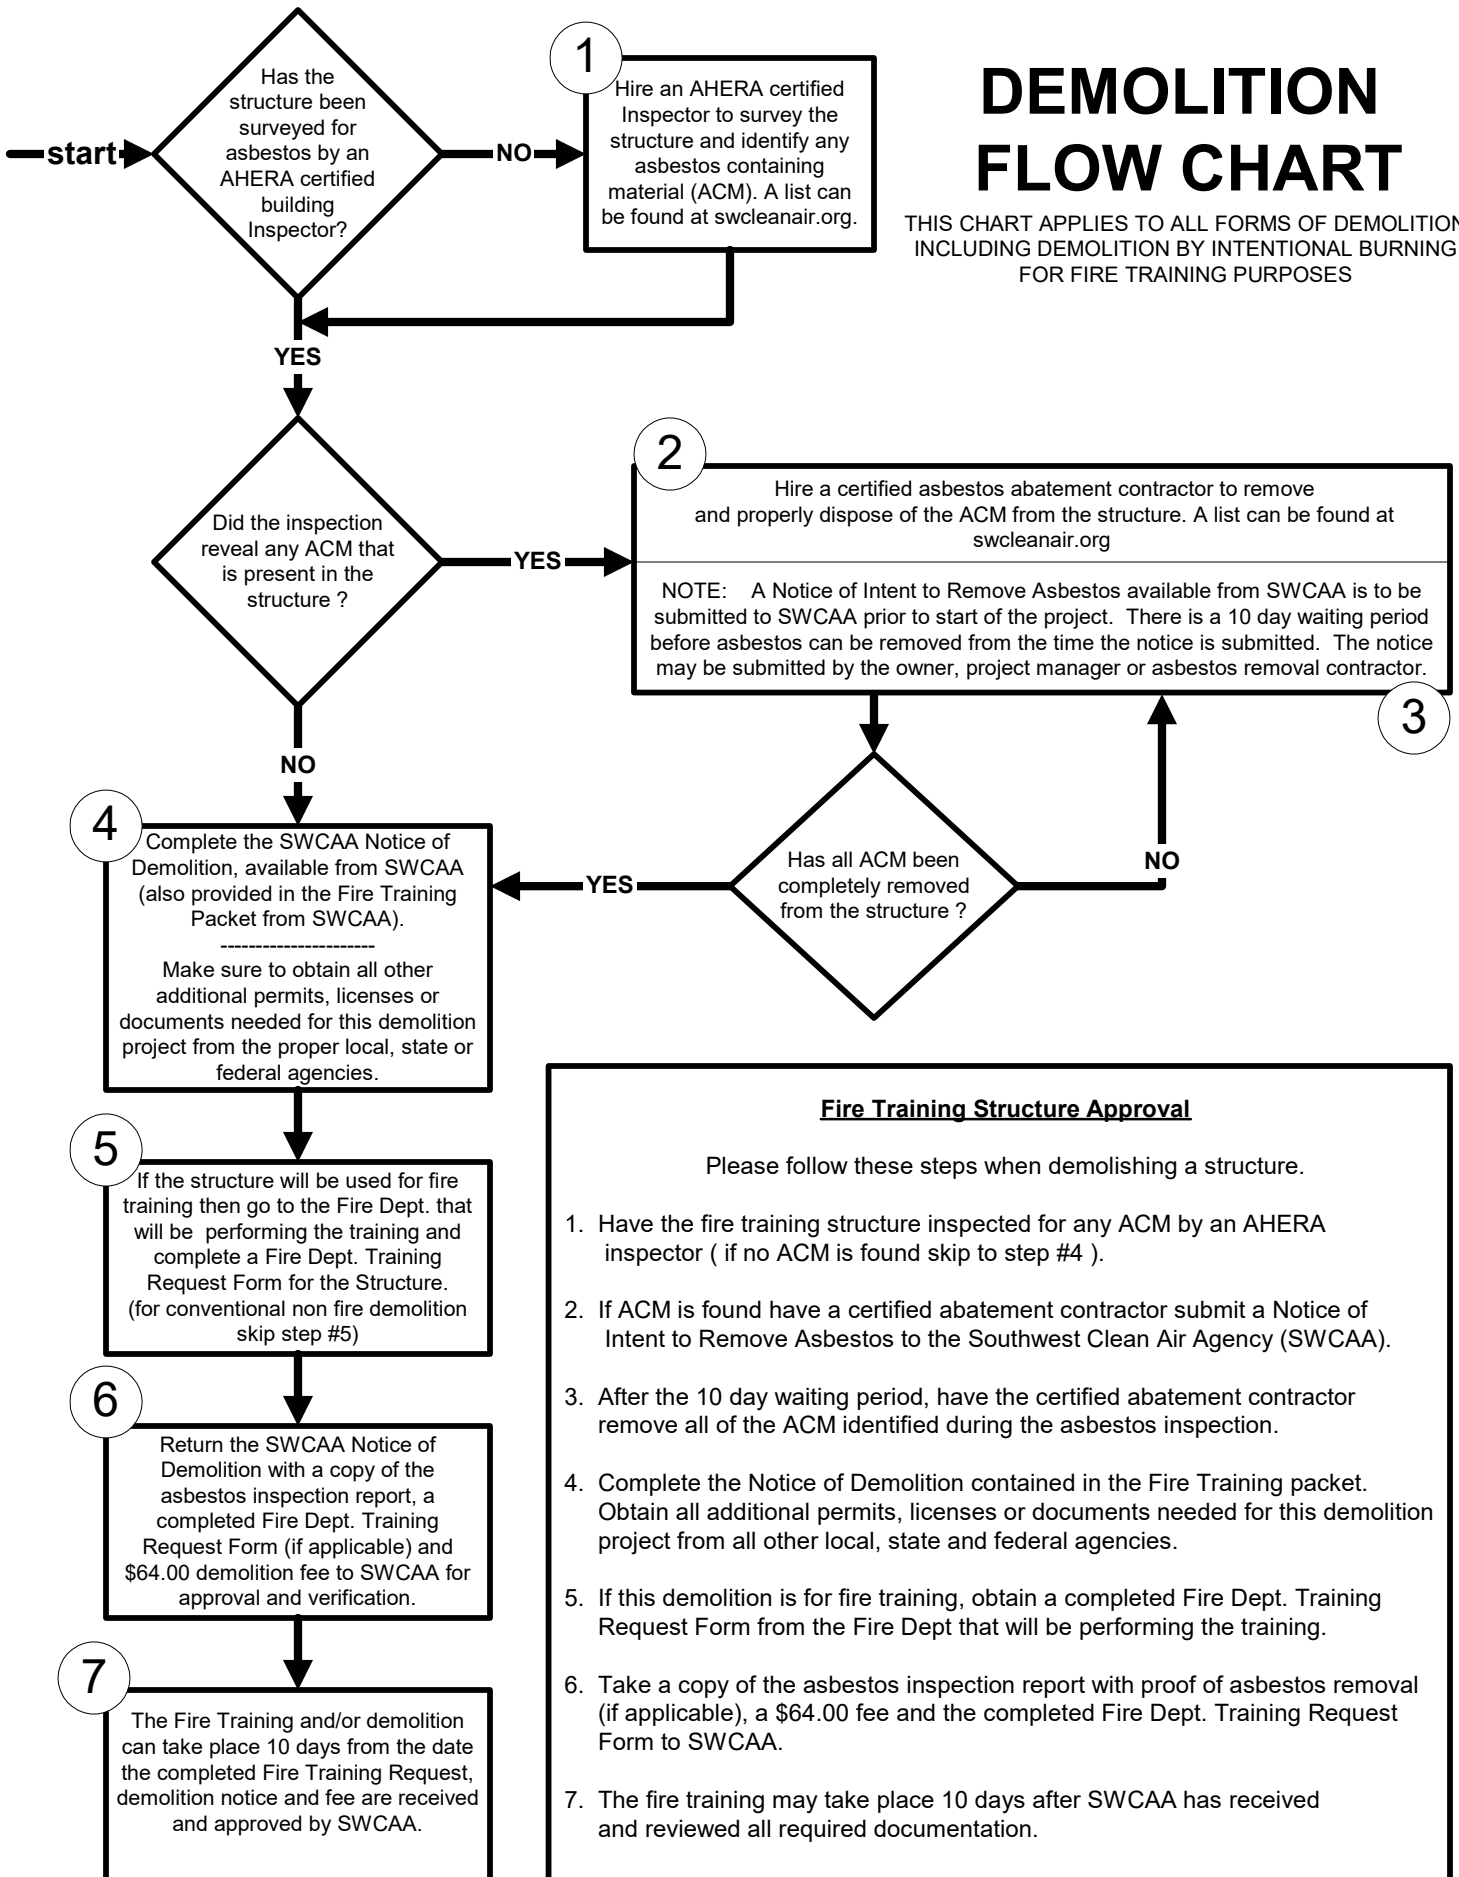 DEMOLITION
FLOW CHART
THIS CHART APPLIES TO ALL FORMS OF DEMOLITION
INCLUDING DEMOLITION BY INTENTIONAL BURNING
FOR FIRE TRAINING PURPOSES
start
Has the
structure been
surveyed for
asbestos by an
AHERA certified
building
Inspector?
NO
1
Hire an AHERA certified
Inspector to survey the
structure and identify any
asbestos containing
material (ACM). A list can
be found at swcleanair.org.
YES
Did the inspection
reveal any ACM that
is present in the
structure ?
YES
2
Hire a certified asbestos abatement contractor to remove
and properly dispose of the ACM from the structure. A list can be found at
swcleanair.org
NOTE: A Notice of Intent to Remove Asbestos available from SWCAA is to be
submitted to SWCAA prior to start of the project. There is a 10 day waiting period
before asbestos can be removed from the time the notice is submitted. The notice
may be submitted by the owner, project manager or asbestos removal contractor.
3
NO
Has all ACM been
completely removed
from the structure ?
NO
YES
4
Complete the SWCAA Notice of
Demolition, available from SWCAA
(also provided in the Fire Training
Packet from SWCAA).
----------------------
Make sure to obtain all other
additional permits, licenses or
documents needed for this demolition
project from the proper local, state or
federal agencies.
5
If the structure will be used for fire
training then go to the Fire Dept. that
will be performing the training and
complete a Fire Dept. Training
Request Form for the Structure.
(for conventional non fire demolition
skip step #5)
6
Return the SWCAA Notice of
Demolition with a copy of the
asbestos inspection report, a
completed Fire Dept. Training
Request Form (if applicable) and
$64.00 demolition fee to SWCAA for
approval and verification.
7
The Fire Training and/or demolition
can take place 10 days from the date
the completed Fire Training Request,
demolition notice and fee are received
and approved by SWCAA.
Fire Training Structure Approval
Please follow these steps when demolishing a structure.
1. Have the fire training structure inspected for any ACM by an AHERA
inspector ( if no ACM is found skip to step #4 ).
2. If ACM is found have a certified abatement contractor submit a Notice of
Intent to Remove Asbestos to the Southwest Clean Air Agency (SWCAA).
3. After the 10 day waiting period, have the certified abatement contractor
remove all of the ACM identified during the asbestos inspection.
4. Complete the Notice of Demolition contained in the Fire Training packet.
Obtain all additional permits, licenses or documents needed for this demolition
project from all other local, state and federal agencies.
5. If this demolition is for fire training, obtain a completed Fire Dept. Training
Request Form from the Fire Dept that will be performing the training.
6. Take a copy of the asbestos inspection report with proof of asbestos removal
(if applicable), a $64.00 fee and the completed Fire Dept. Training Request
Form to SWCAA.
7. The fire training may take place 10 days after SWCAA has received
and reviewed all required documentation.